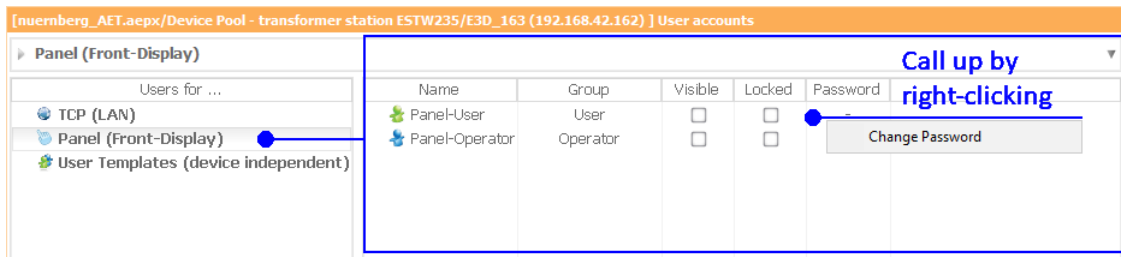 [nuernberg_AET.aepx/Device Pool - transformer station ESTW235/E3D_163 (192.168.42.162) ] User accounts
Panel (Front-Display)
Call up by
right-clicking
Users for ...
Name Group Visible Locked Password
TCP (LAN)
Panel-User User -
Panel (Front-Display)
Panel-Operator Operator
Change Password
User Templates (device independent)